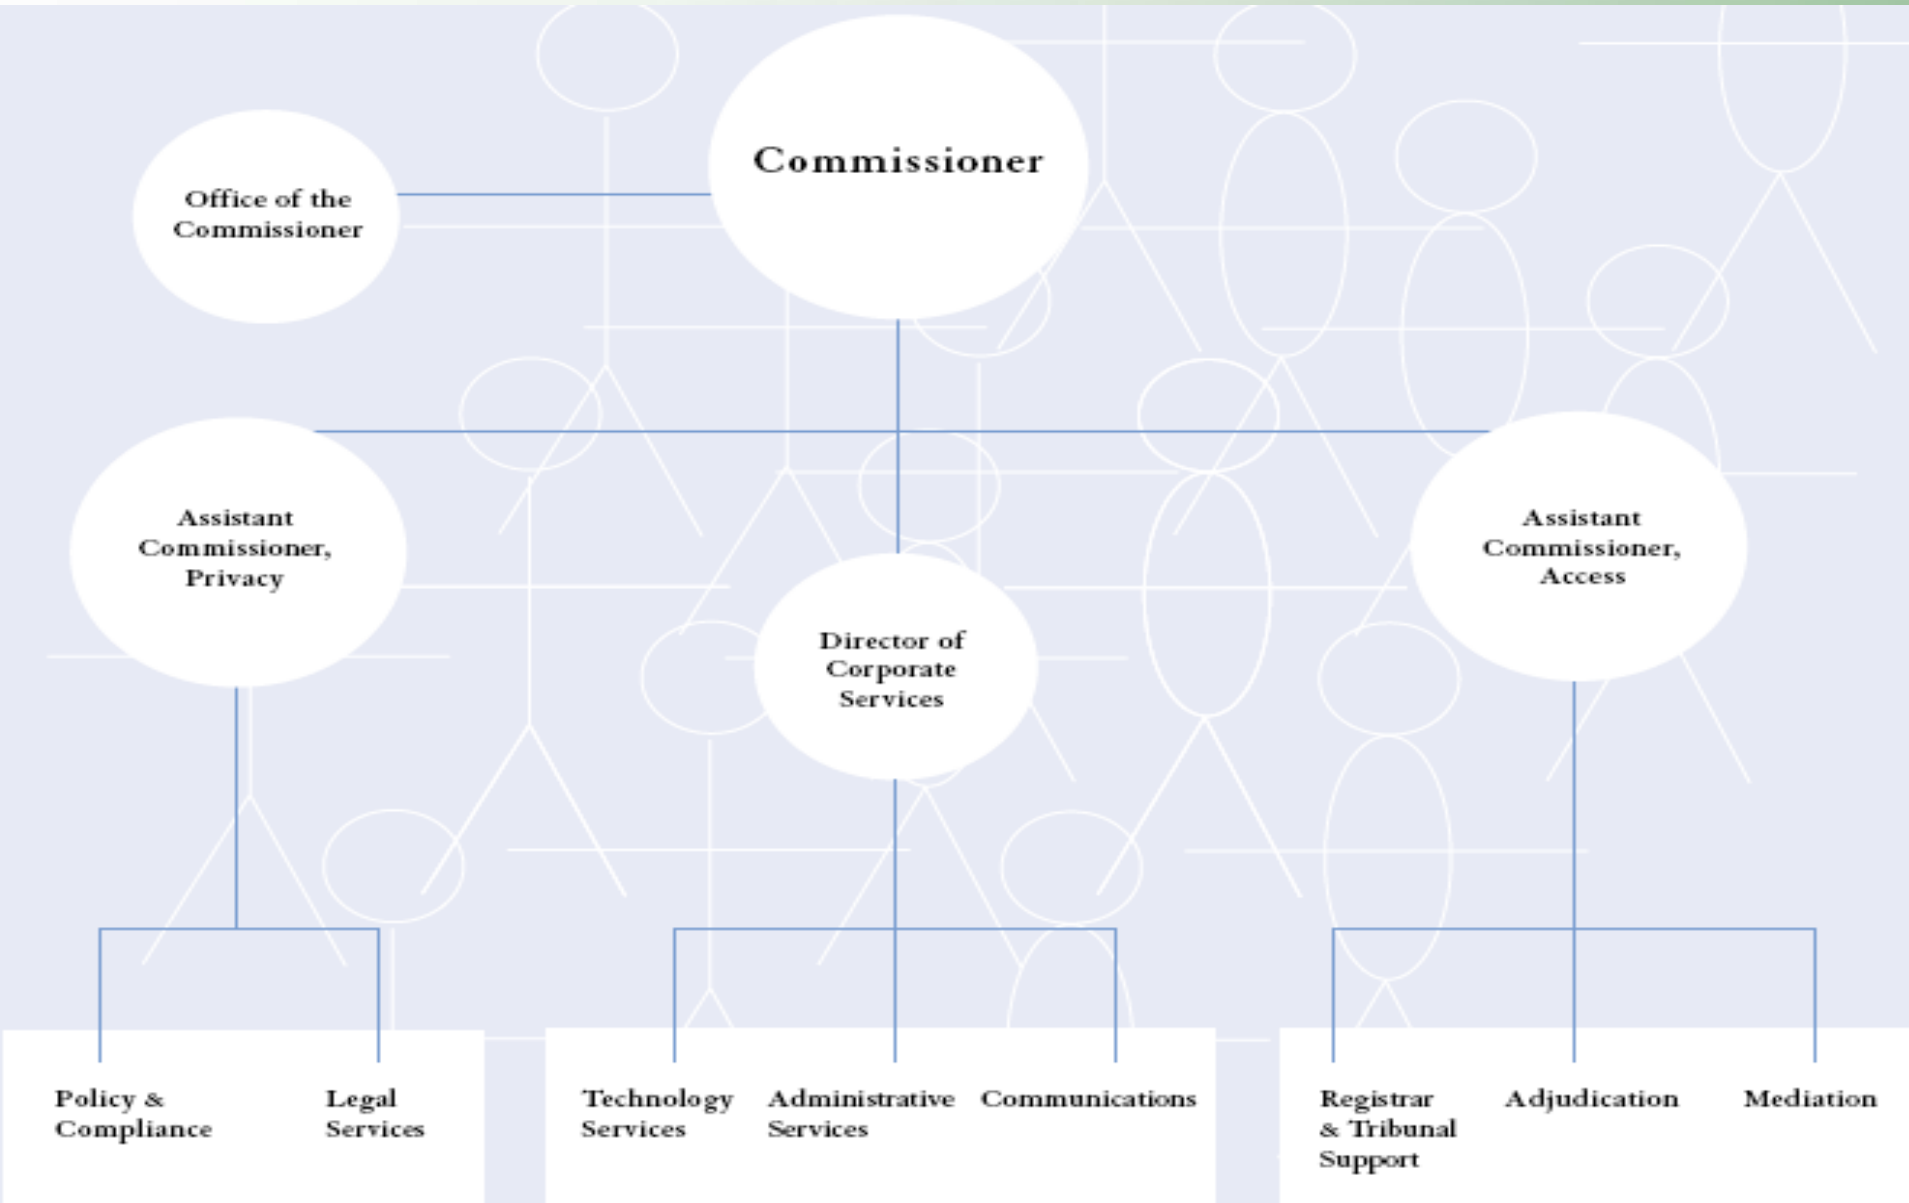 Commissioner
Office of the
Commissioner
Assistant
Commissioner,
Privacy
Assistant
Commissioner,
Access
Director of
Corporate
Services
Policy &
Compliance
Legal
Services
Technology
Services
Administrative
Services
Communications
Registrar
& Tribunal
Support
Adjudication
Mediation